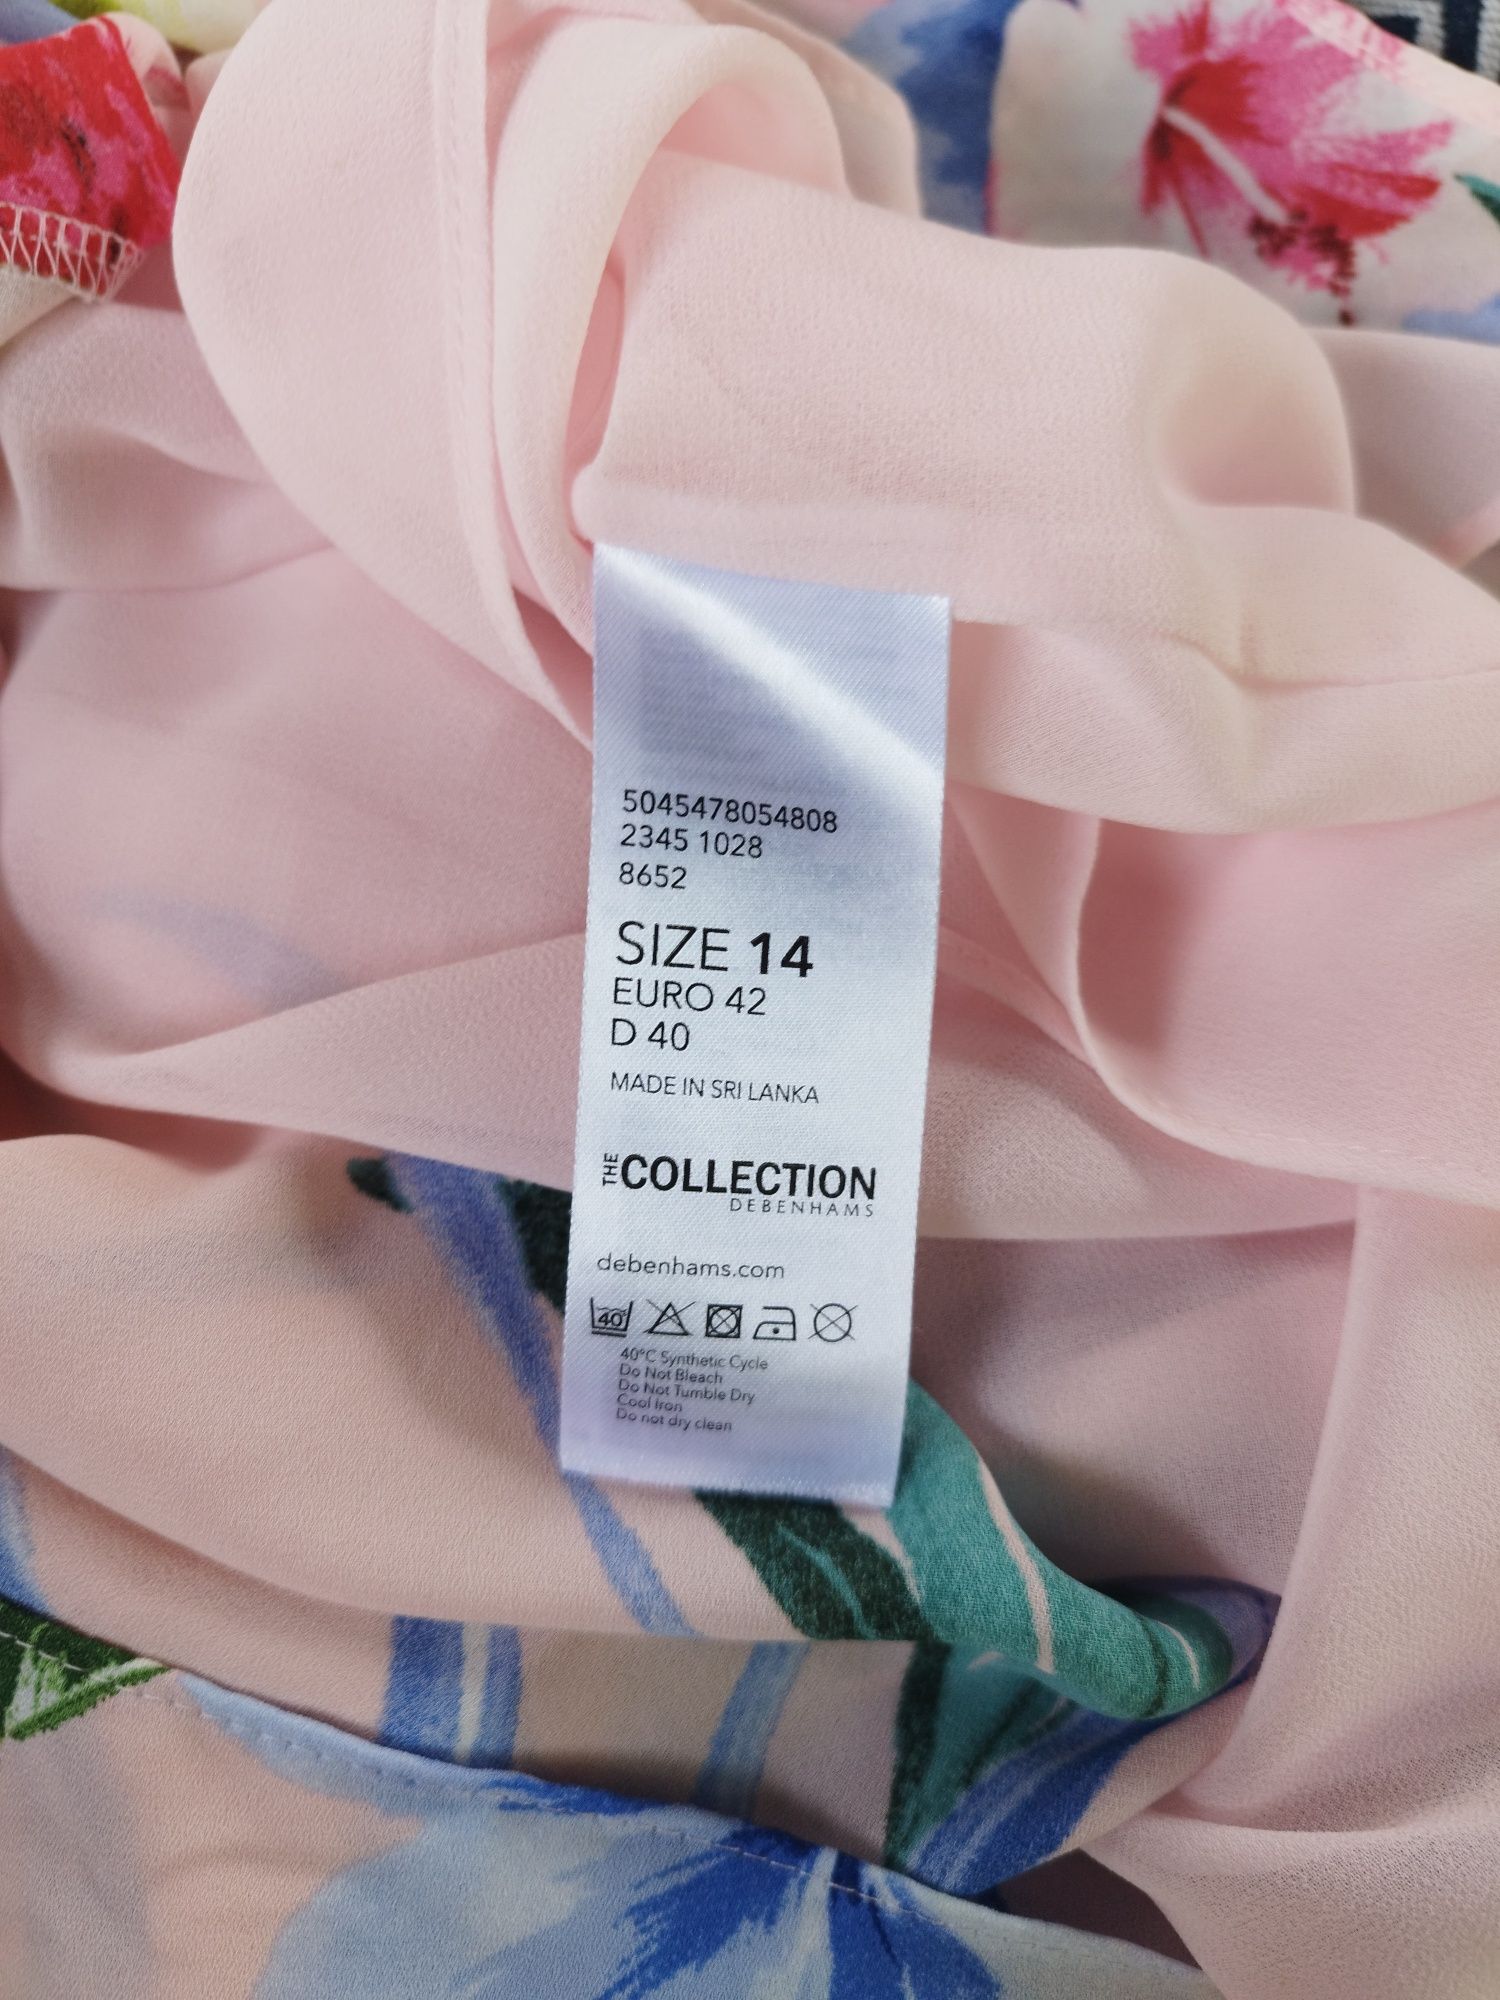 5045478054808
2345 1028
8652
SIZE 14
EURO 42
D 40
MADE IN SRI LANKA
THE COLLECTION
DEBENHAMS
debenhams.com
40
40°C Synthetic Cycle
Do Not Bleach
Do Not Tumble Dry
Cool Iron
Do not dry clean